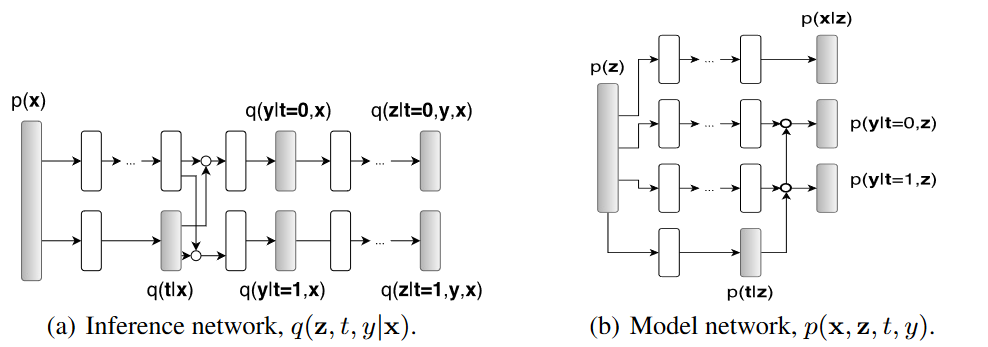 p(x)
q(y|t=0,x)
q(z|t=0,y,x)
...
...
...
...
q(t|x)
q(y|t=1,x)
q(z|t=1,y,x)
(a) Inference network, q(z, t, y|x).
p(x|z)
p(z)
...
...
p(y|t=0,z)
...
p(y|t=1,z)
p(t|z)
(b) Model network, p(x, z, t, y).